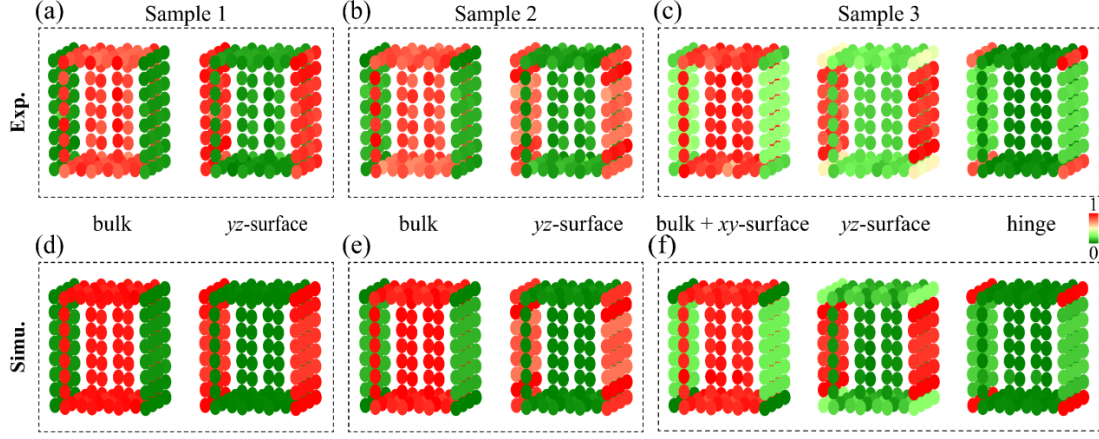 (a) Sample 1 (b) Sample 2 (c) Sample 3
Exp.
bulk yz-surface bulk yz-surface bulk + xy-surface yz-surface hinge
1
0
(d) (e) (f)
Simu.